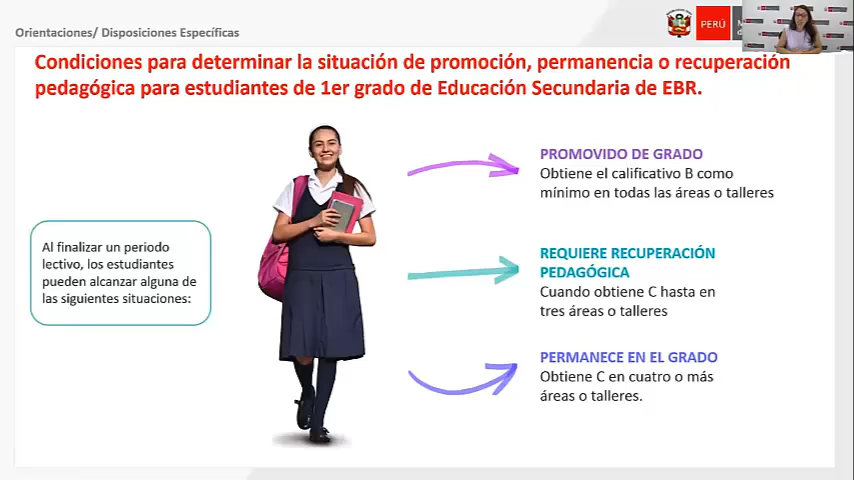 Orientaciones/ Disposiciones Específicas
PERÚ
Condiciones para determinar la situación de promoción, permanencia o recuperación
pedagógica para estudiantes de 1er grado de Educación Secundaria de EBR.
Al finalizar un periodo
lectivo, los estudiantes
pueden alcanzar alguna de
las siguientes situaciones:
PROMOVIDO DE GRADO
Obtiene el calificativo B como
mínimo en todas las áreas o talleres
REQUIERE RECUPERACIÓN
PEDAGÓGICA
Cuando obtiene C hasta en
tres áreas o talleres
PERMANECE EN EL GRADO
Obtiene C en cuatro o más
áreas o talleres.